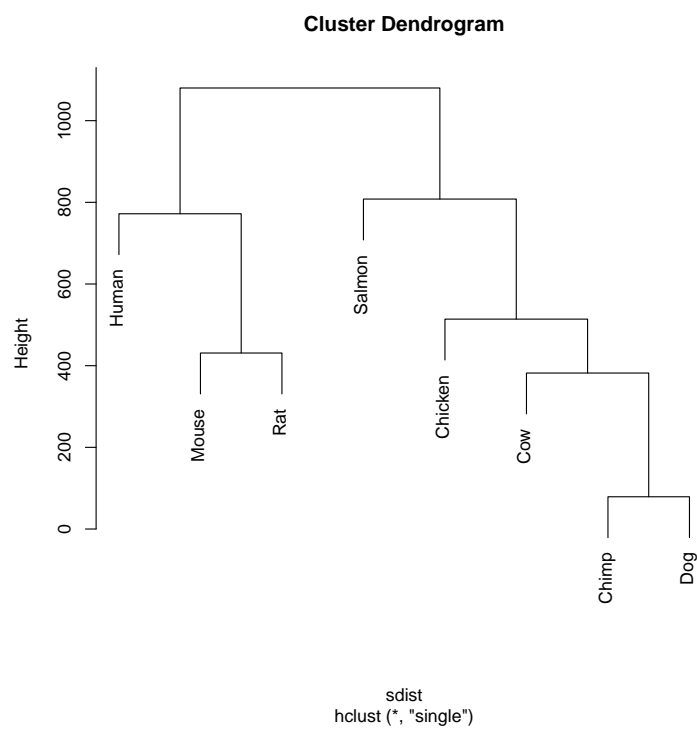 Cluster Dendrogram
Height
0
200
400
600
800
1000
Human
Mouse
Rat
Salmon
Chicken
Cow
Chimp
Dog
sdist
hclust (*, "single")